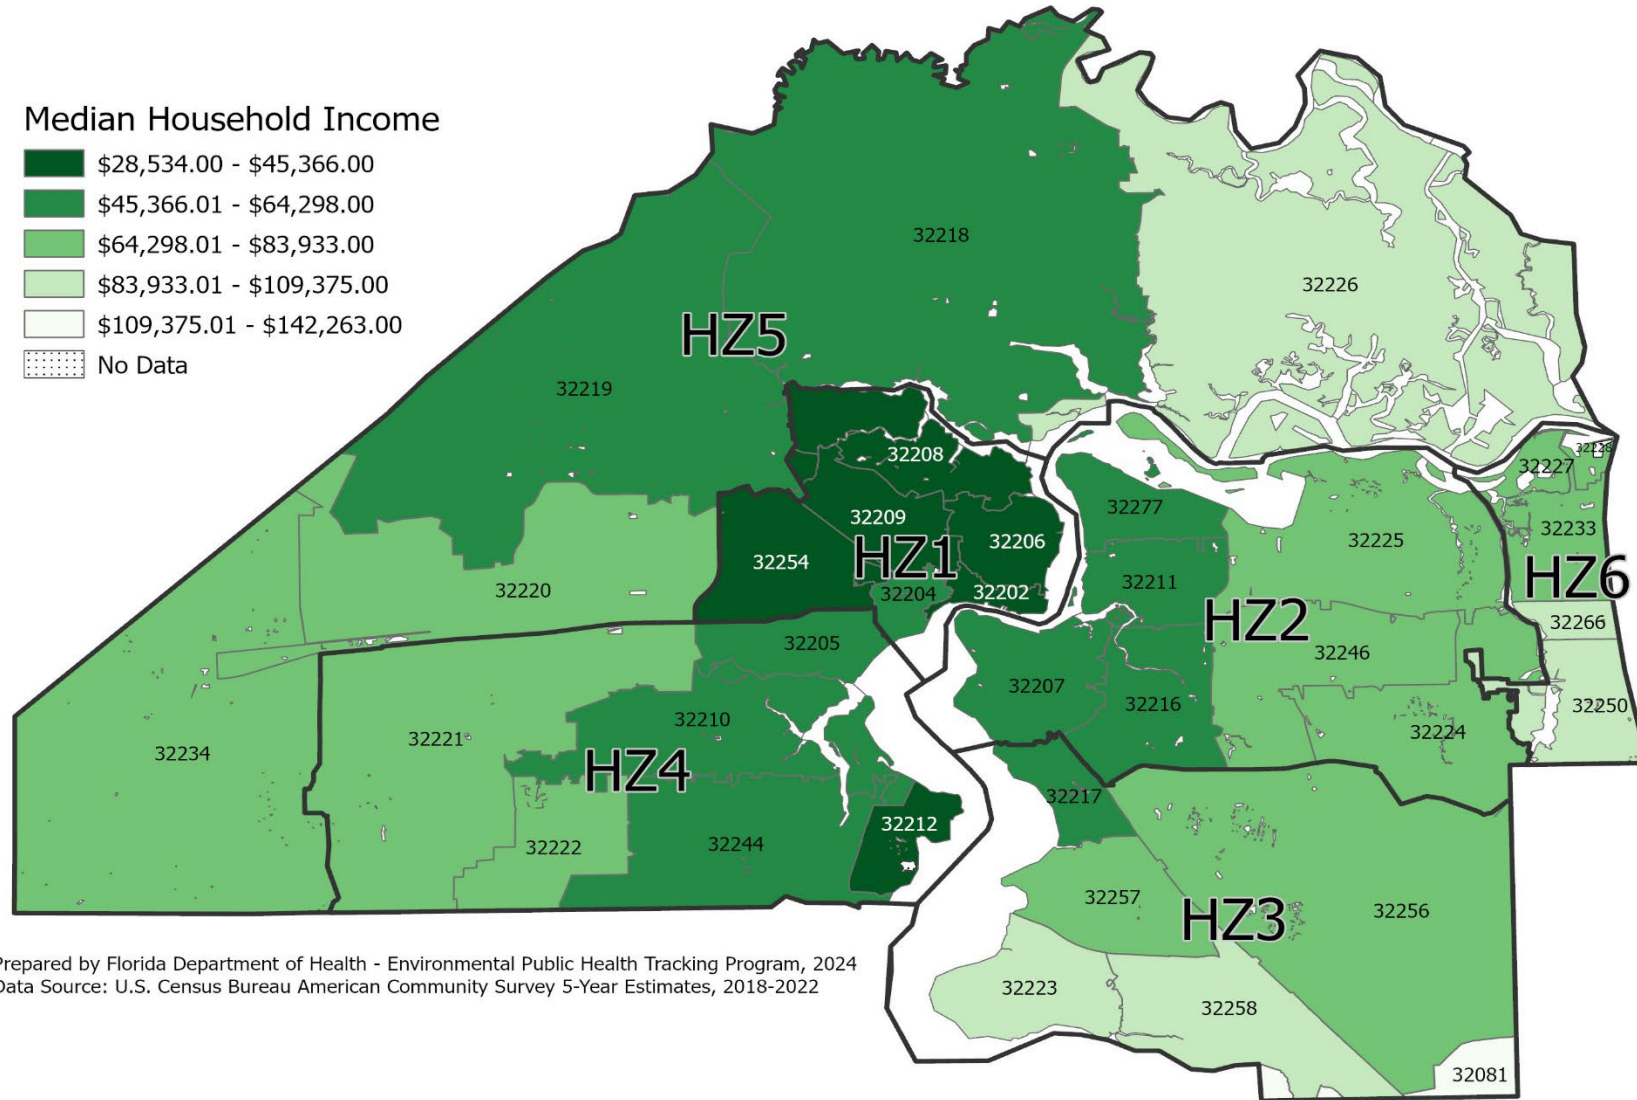 Median Household Income
$28,534.00 - $45,366.00
$45,366.01 - $64,298.00
$64,298.01 - $83,933.00
$83,933.01 - $109,375.00
$109,375.01 - $142,263.00
No Data
32218
32226
HZ5
32219
32208
32228
32227
32277
32209
32233
32206
32225
HZ1
32254
HZ6
32211
32220
32204
32202
HZ2
32266
32205
32246
32207
32216
32250
32210
32224
32221
32234
HZ4
32217
32212
32244
32222
32257
32256
HZ3
Prepared by Florida Department of Health - Environmental Public Health Tracking Program, 2024
Data Source: U.S. Census Bureau American Community Survey 5-Year Estimates, 2018-2022
32223
32258
32081